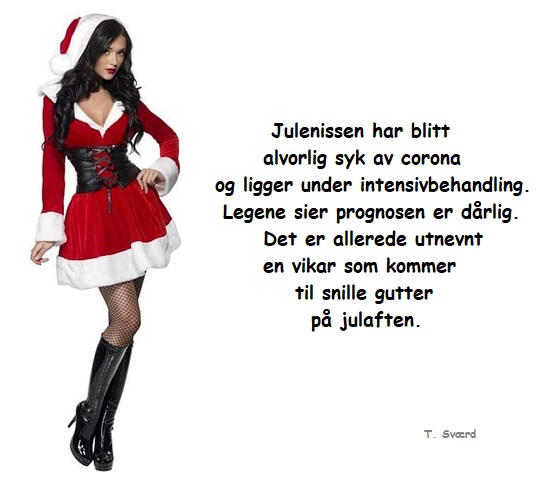 Julenissen har blitt
alvorlig syk av corona
og ligger under intensivbehandling.
Legene sier prognosen er dårlig.
Det er allerede utnevnt
en vikar som kommer
til snille gutter
på julaften.
T. Sværd